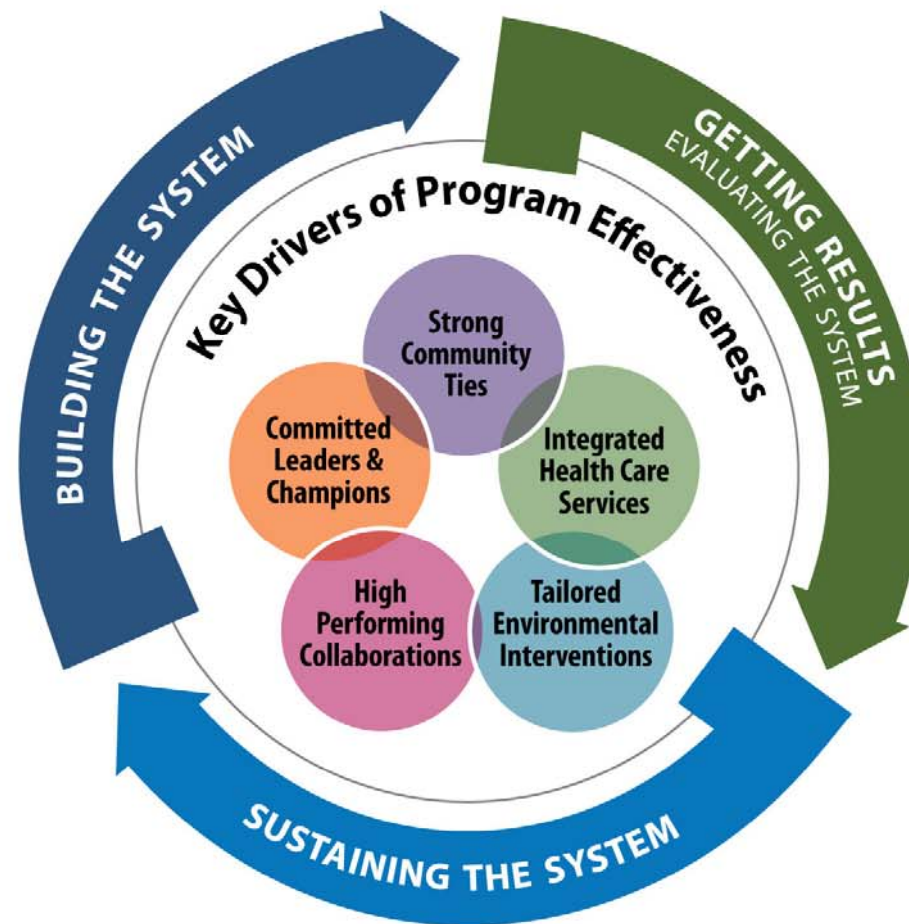 BUILDING THE SYSTEM
GETTING RESULTS
EVALUATING THE SYSTEM
Key Drivers of Program Effectiveness
Strong
Community
Ties
Committed
Leaders &
Champions
Integrated
Health Care
Services
High
Performing
Collaborations
Tailored
Environmental
Interventions
SUSTAINING THE SYSTEM